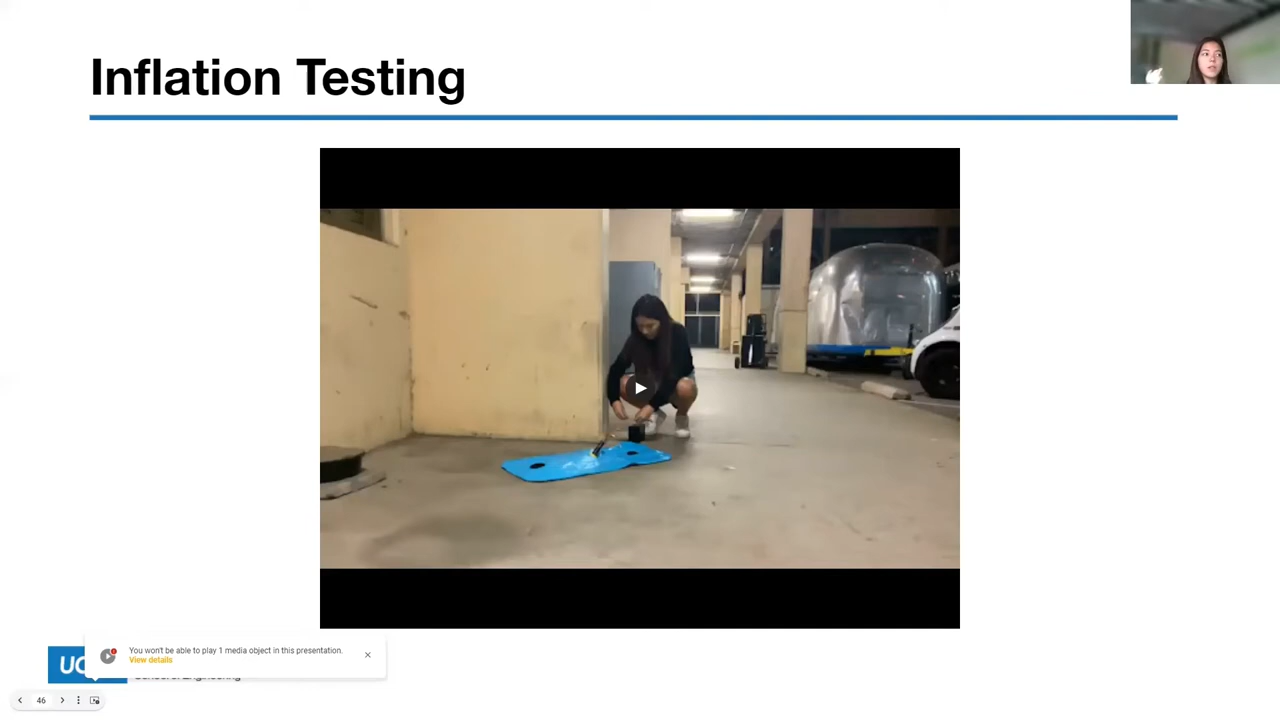 Inflation Testing
You won't be able to play 1 media object in this presentation.
View details
46